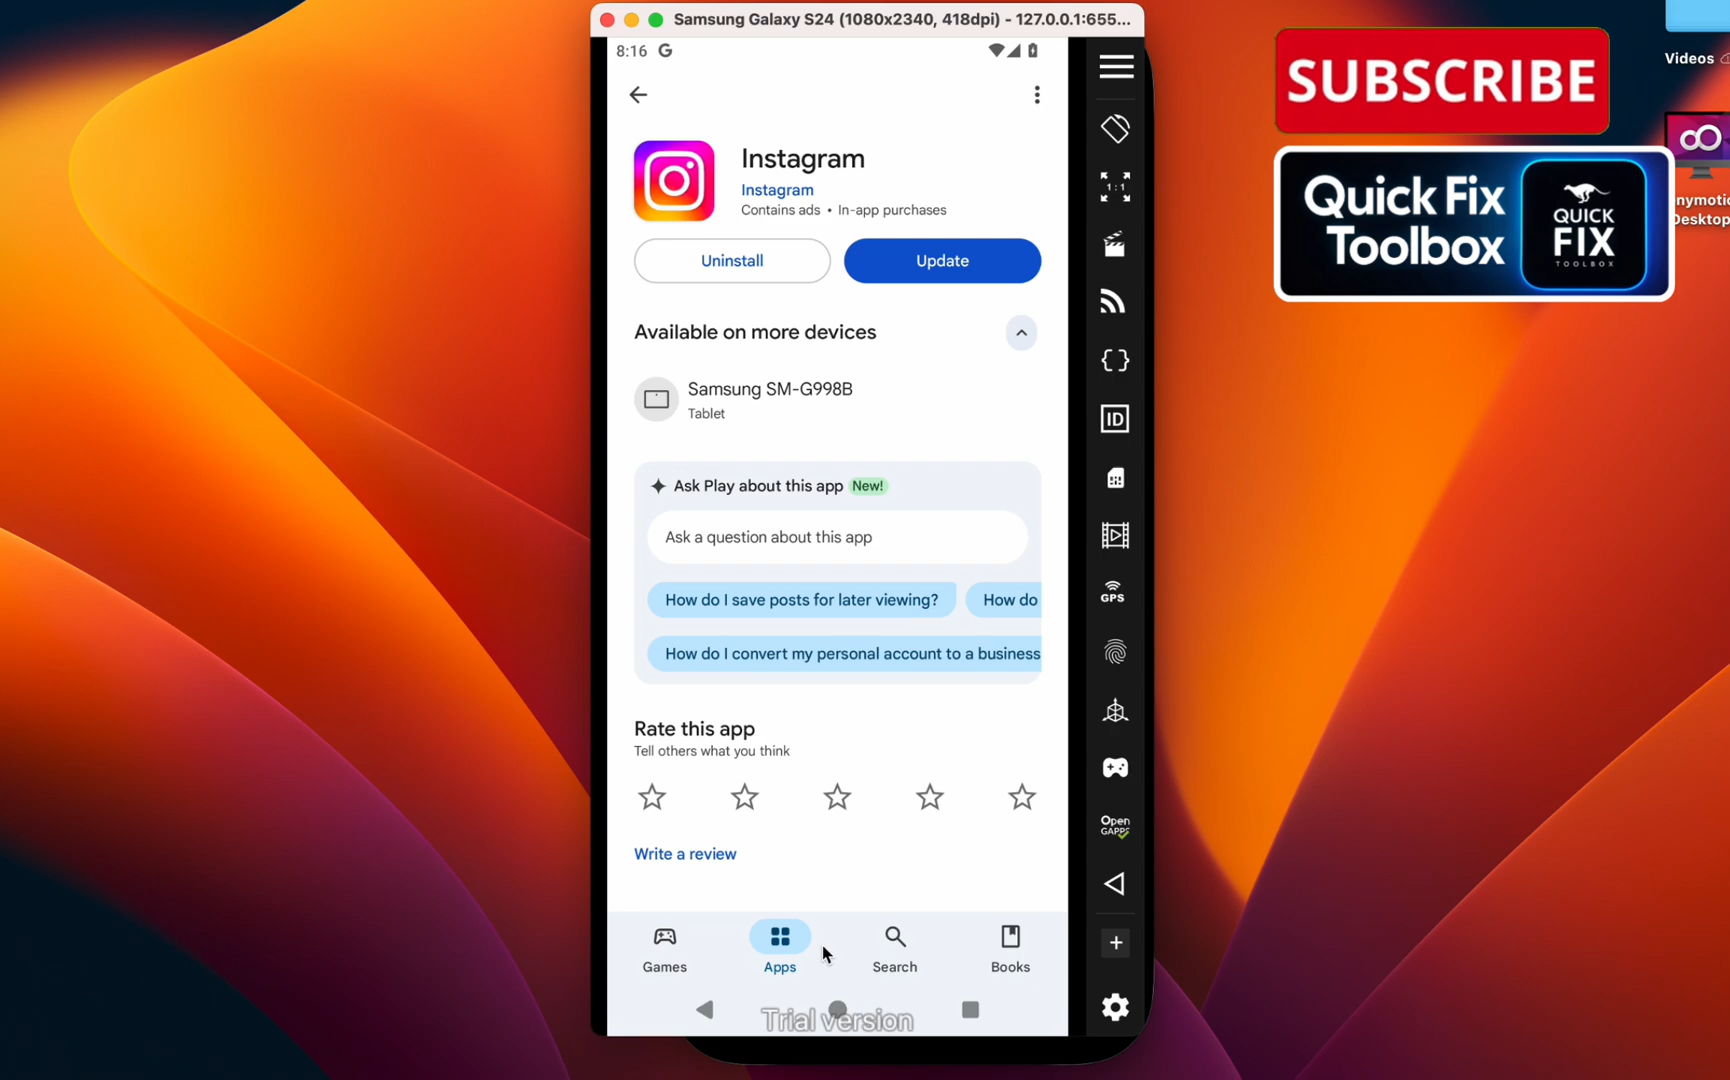 Samsung Galaxy S24 (1080x2340, 418dpi) - 127.0.0.1:655...
8:16 G
Instagram
Instagram
Contains ads • In-app purchases
Uninstall
Update
Available on more devices
Samsung SM-G998B
Tablet
Ask Play about this app New!
Ask a question about this app
How do I save posts for later viewing?
How do
How do I convert my personal account to a business
Rate this app
Tell others what you think
Write a review
Games
Apps
Search
Books
Trial version
1:1
ID
GPS
Open
GAPPS
SUBSCRIBE
Quick Fix
Toolbox
QUICK
FIX
TOOLBOX
Videos
nymotic
Desktop